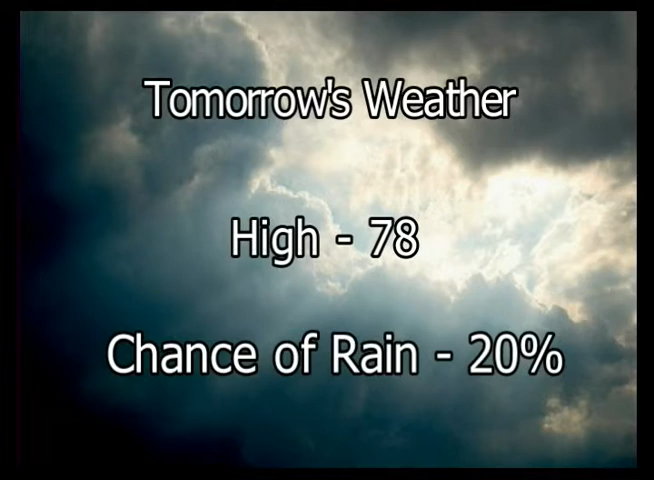 Tomorrow's Weather
High - 78
Chance of Rain - 20%